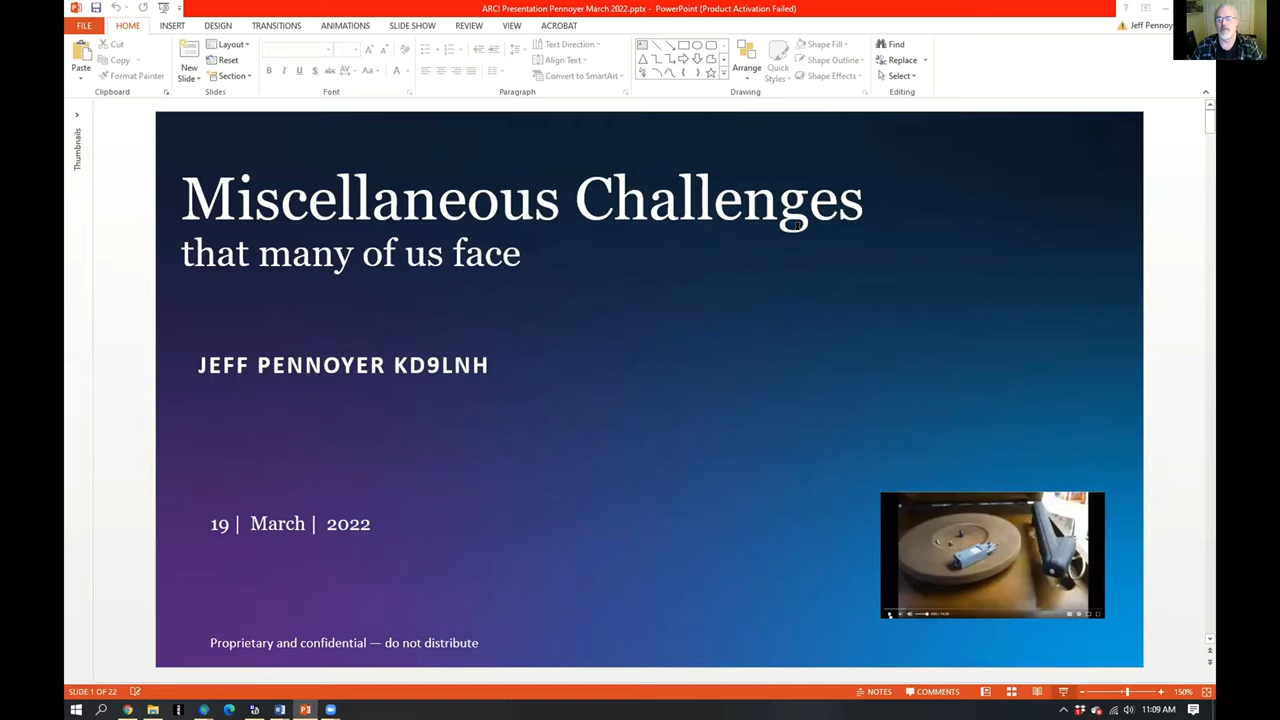 ARCI Presentation Pennoyer March 2022.pptx - PowerPoint (Product Activation Failed)
FILE HOME INSERT DESIGN TRANSITIONS ANIMATIONS SLIDE SHOW REVIEW VIEW ACROBAT
Jeff Pennoy
Paste
Cut
Copy
Format Painter
Clipboard
New
Slide
Layout
Reset
Section
Slides
Font
Paragraph
Text Direction
Align Text
Convert to SmartArt
Arrange
Quick
Styles
Shape Fill
Shape Outline
Shape Effects
Drawing
Find
Replace
Select
Editing
Thumbnails
Miscellaneous Challenges
that many of us face
JEFF PENNOYER KD9LNH
19 | March | 2022
Proprietary and confidential — do not distribute
SLIDE 1 OF 22
NOTES COMMENTS 150%
11:09 AM